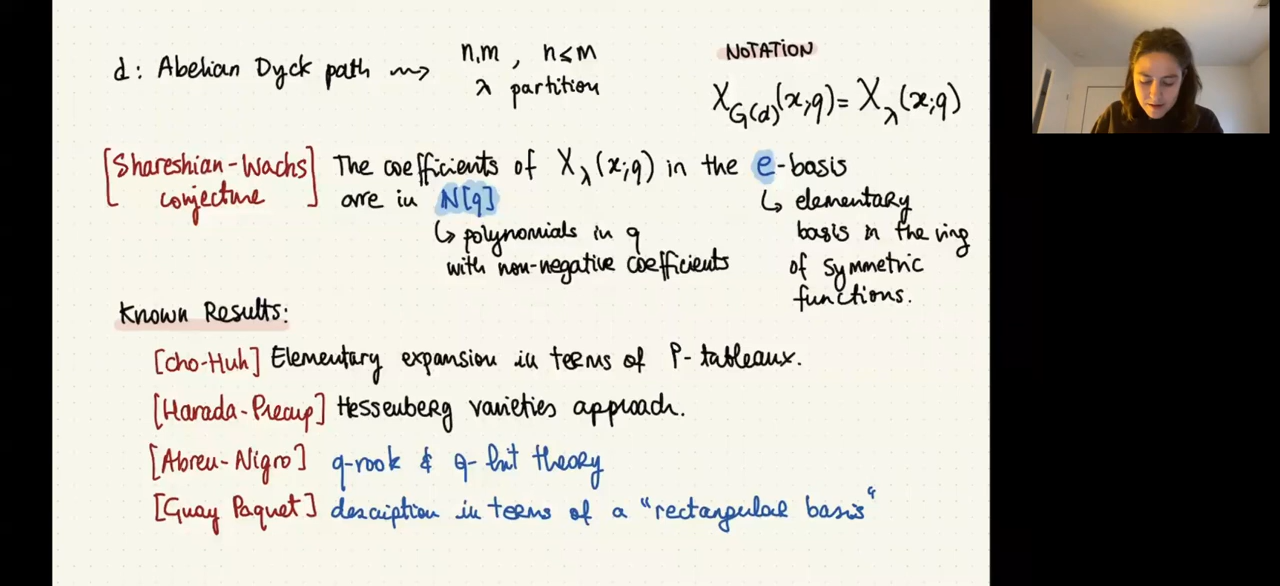 d: Abelian Dyck path ⇝ n,m , n≤m
λ partition
NOTATION
X_{G(d)}(x;q) = X_λ(x;q)
[Shareshian-Wachs conjecture] The coefficients of X_λ(x;q) in the e-basis
are in N[q]
↳ polynomials in q
with non-negative coefficients
↳ elementary
basis in the ring
of symmetric
functions.
Known Results:
[Cho-Huh] Elementary expansion in terms of P-tableaux.
[Harada-Precup] Hessenberg varieties approach.
[Abreu-Nigro] q-rook & q-hit theory
[Guay Paquet] description in terms of a "rectangular basis"